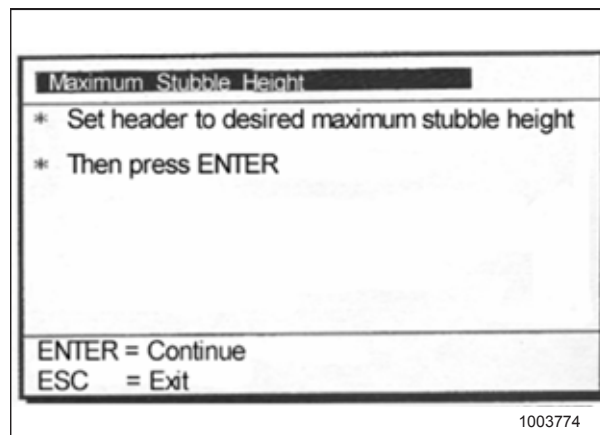 Maximum Stubble Height
* Set header to desired maximum stubble height
* Then press ENTER
ENTER = Continue
ESC = Exit
1003774